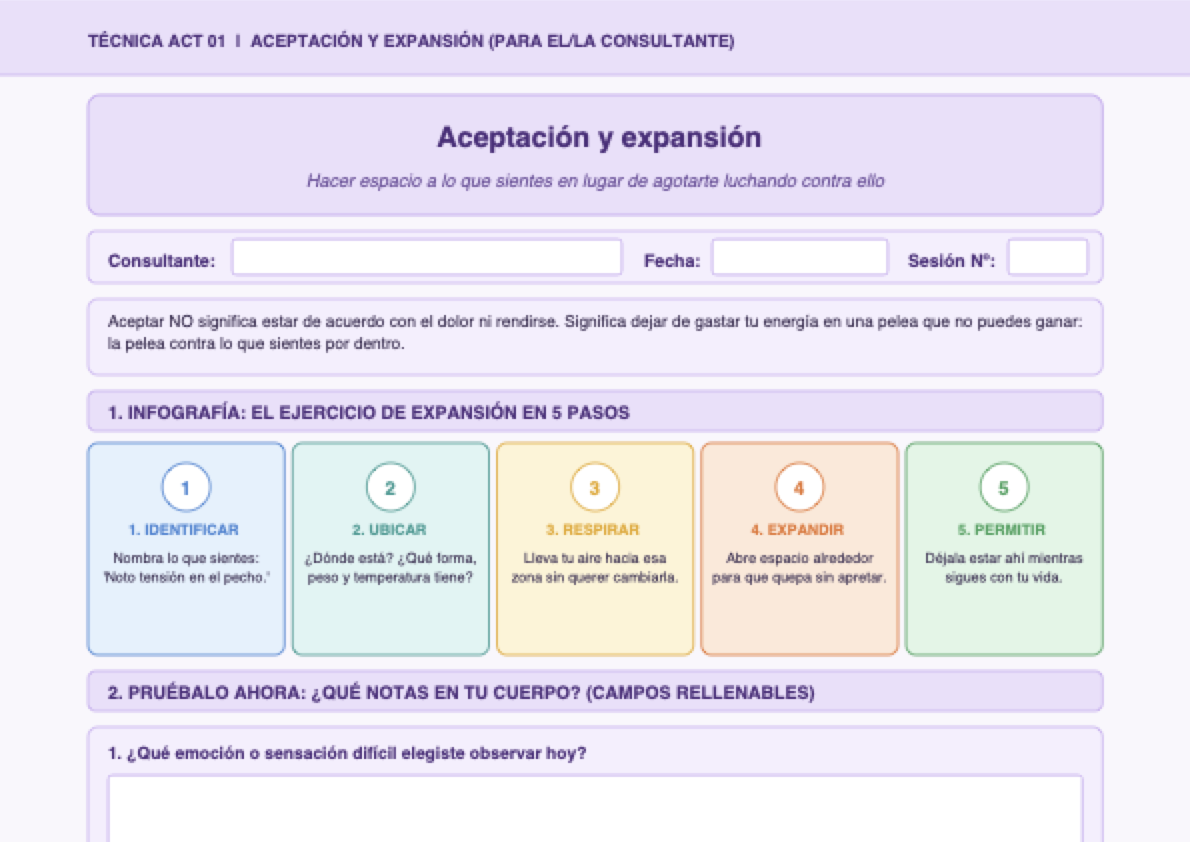 TÉCNICA ACT 01 | ACEPTACIÓN Y EXPANSIÓN (PARA EL/LA CONSULTANTE)
Aceptación y expansión
Hacer espacio a lo que sientes en lugar de agotarte luchando contra ello
Consultante:
Fecha:
Sesión Nº:
Aceptar NO significa estar de acuerdo con el dolor ni rendirse. Significa dejar de gastar tu energía en una pelea que no puedes ganar:
la pelea contra lo que sientes por dentro.
1. INFOGRAFÍA: EL EJERCICIO DE EXPANSIÓN EN 5 PASOS
1
1. IDENTIFICAR
Nombra lo que sientes:
'Noto tensión en el pecho.'
2
2. UBICAR
¿Dónde está? ¿Qué forma,
peso y temperatura tiene?
3
3. RESPIRAR
Lleva tu aire hacia esa
zona sin querer cambiarla.
4
4. EXPANDIR
Abre espacio alrededor
para que quepa sin apretar.
5
5. PERMITIR
Déjala estar ahí mientras
sigues con tu vida.
2. PRUÉBALO AHORA: ¿QUÉ NOTAS EN TU CUERPO? (CAMPOS RELLENABLES)
1. ¿Qué emoción o sensación difícil elegiste observar hoy?